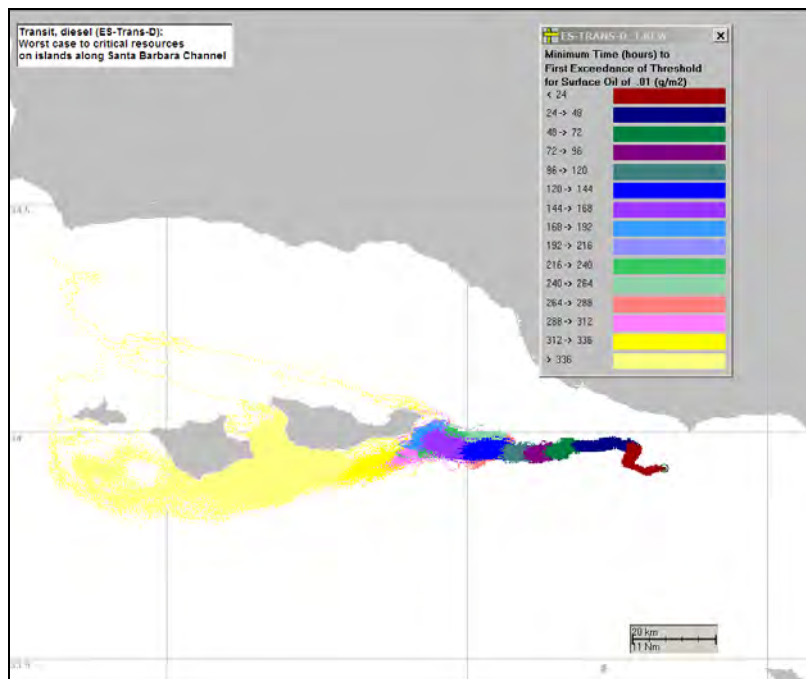 Transit, diesel (ES-Trans-D):
Worst case to critical resources
on islands along Santa Barbara Channel
Minimum Time (hours) to
First Exceedance of Threshold
for Surface Oil of .01 (g/m2)
< 24
24 -> 48
48 -> 72
72 -> 96
96 -> 120
120 -> 144
144 -> 168
168 -> 192
192 -> 216
216 -> 240
240 -> 264
264 -> 288
288 -> 312
312 -> 336
> 336
34
20 km
11 Nm